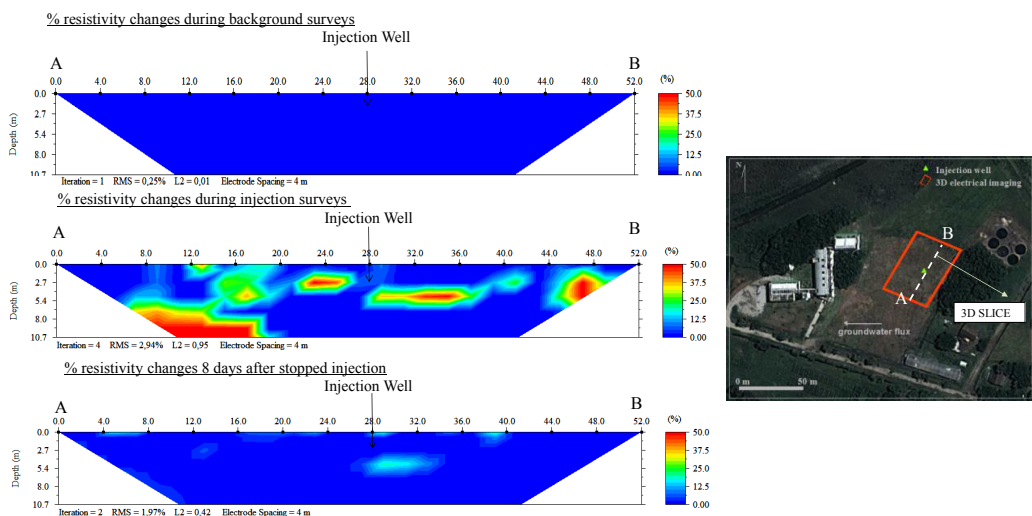 % resistivity changes during background surveys
Injection Well
A B
0.0 4.0 8.0 12.0 16.0 20.0 24.0 28.0 32.0 36.0 40.0 44.0 48.0 52.0 (%)
Depth (m)
0.0
2.7
5.4
8.0
10.7
50.0
37.5
25.0
12.5
0.00
Iteration = 1 RMS = 0,25% L2 = 0,01 Electrode Spacing = 4 m
% resistivity changes during injection surveys
Injection Well
A B
0.0 4.0 8.0 12.0 16.0 20.0 24.0 28.0 32.0 36.0 40.0 44.0 48.0 52.0 (%)
Depth (m)
0.0
2.7
5.4
8.0
10.7
50.0
37.5
25.0
12.5
0.00
Iteration = 4 RMS = 2,94% L2 = 0,95 Electrode Spacing = 4 m
% resistivity changes 8 days after stopped injection
Injection Well
A B
0.0 4.0 8.0 12.0 16.0 20.0 24.0 28.0 32.0 36.0 40.0 44.0 48.0 52.0 (%)
Depth (m)
0.0
2.7
5.4
8.0
10.7
50.0
37.5
25.0
12.5
0.00
Iteration = 2 RMS = 1.97% L2 = 0.42 Electrode Spacing = 4 m
N
Injection well
3D electrical imaging
B
A
3D SLICE
groundwater flux
0 m 50 m